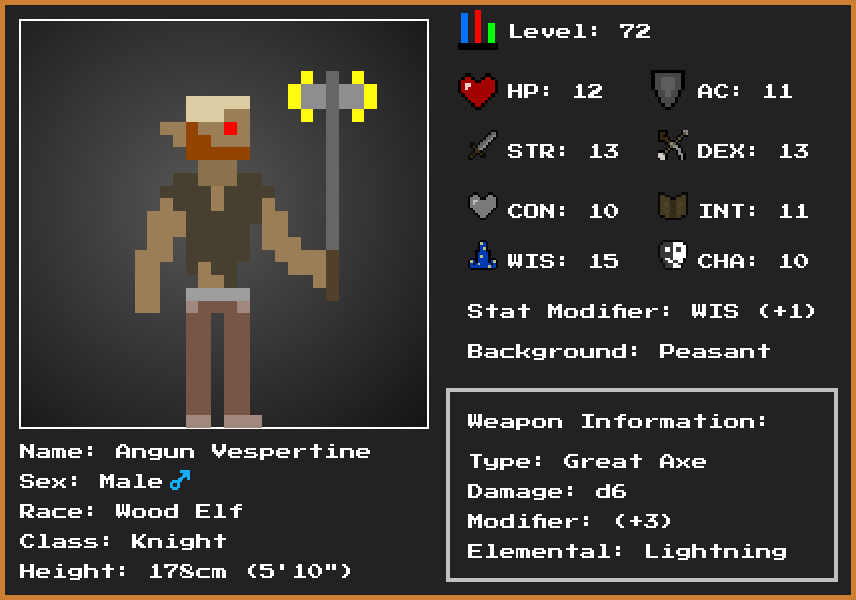 Level: 72
HP: 12
AC: 11
STR: 13
DEX: 13
CON: 10
INT: 11
WIS: 15
CHA: 10
Stat Modifier: WIS (+1)
Background: Peasant
Weapon Information:
Type: Great Axe
Damage: d6
Modifier: (+3)
Elemental: Lightning
Name: Angun Vespertine
Sex: Male ♂
Race: Wood Elf
Class: Knight
Height: 178cm (5'10")